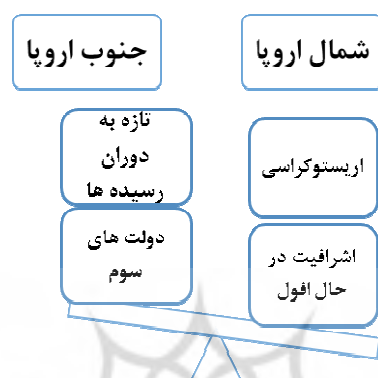 شمال اروپا
جنوب اروپا
اریستوکراسی
اشرافیت در
حال افول
تازه به
دوران
رسیده ها
دولت های
سوم